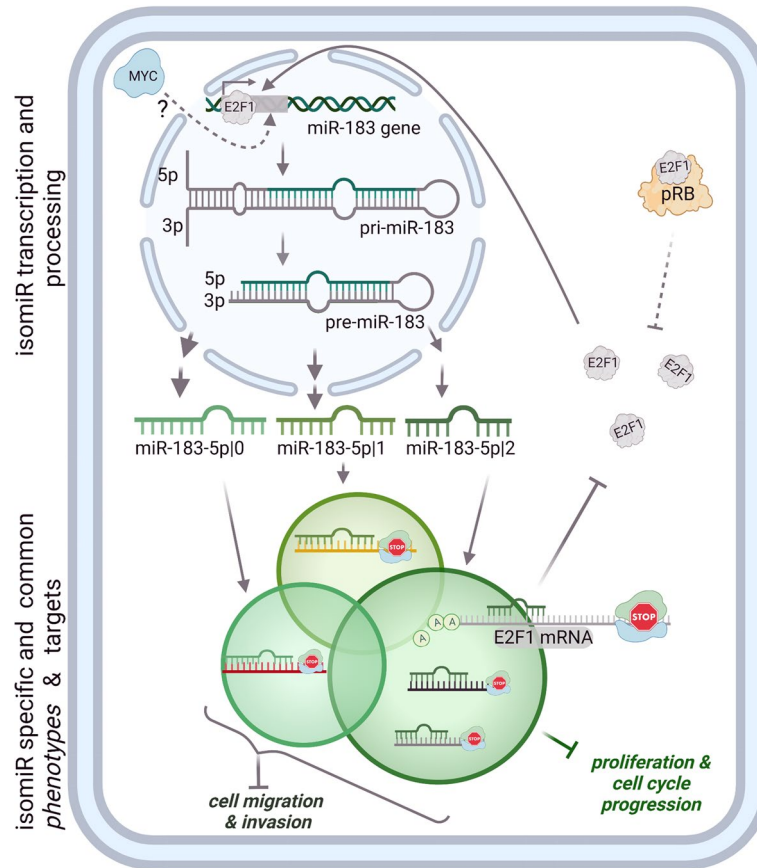 isomiR transcription and
processing
MYC
?
E2F1
miR-183 gene
5p
3p
pri-miR-183
5p
3p
pre-miR-183
E2F1
pRB
E2F1
E2F1
E2F1
miR-183-5p|0
miR-183-5p|1
miR-183-5p|2
isomiR specific and common
phenotypes & targets
STOP
STOP
A
A
A
E2F1 mRNA
STOP
STOP
STOP
cell migration
& invasion
proliferation &
cell cycle
progression